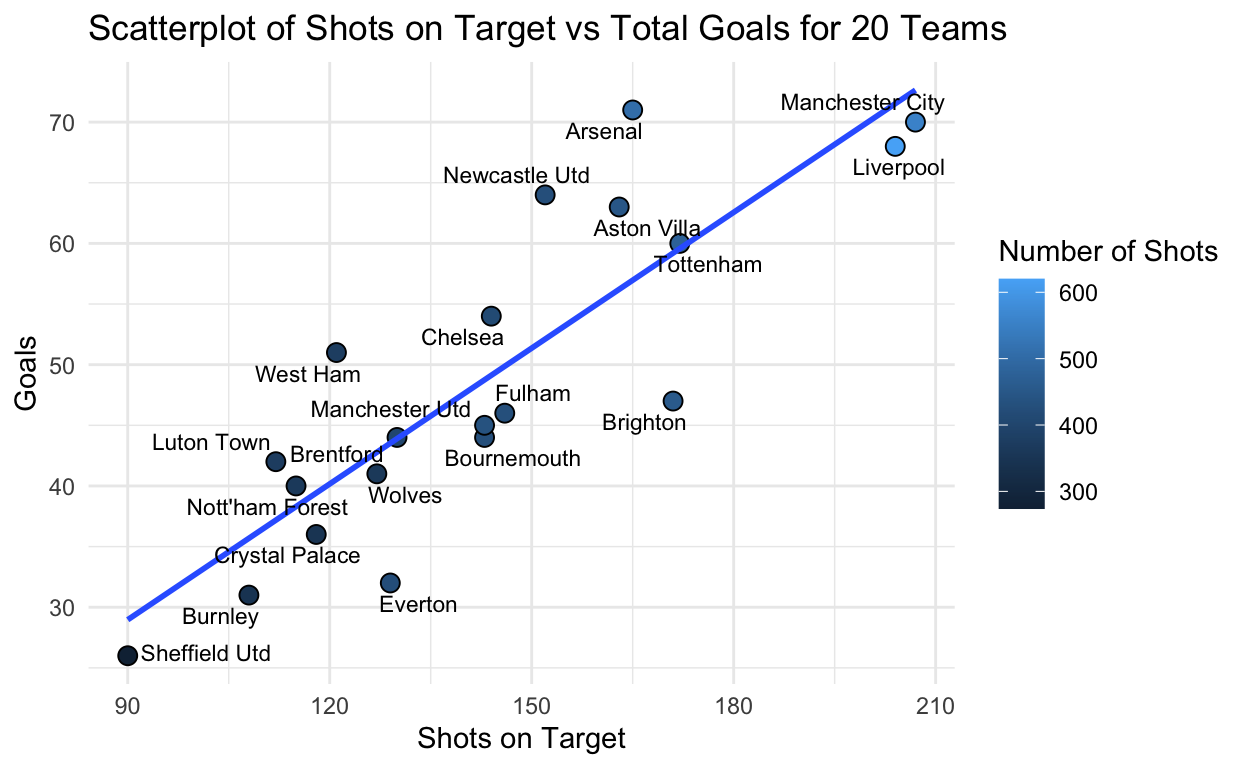 Scatterplot of Shots on Target vs Total Goals for 20 Teams
Manchester City
Arsenal
Liverpool
Newcastle Utd
Aston Villa
Tottenham
Chelsea
West Ham
Fulham
Manchester Utd
Brighton
Luton Town
Brentford
Bournemouth
Wolves
Nott'ham Forest
Crystal Palace
Everton
Burnley
Sheffield Utd
70
60
50
40
30
Goals
90
120
150
180
210
Shots on Target
Number of Shots
600
500
400
300